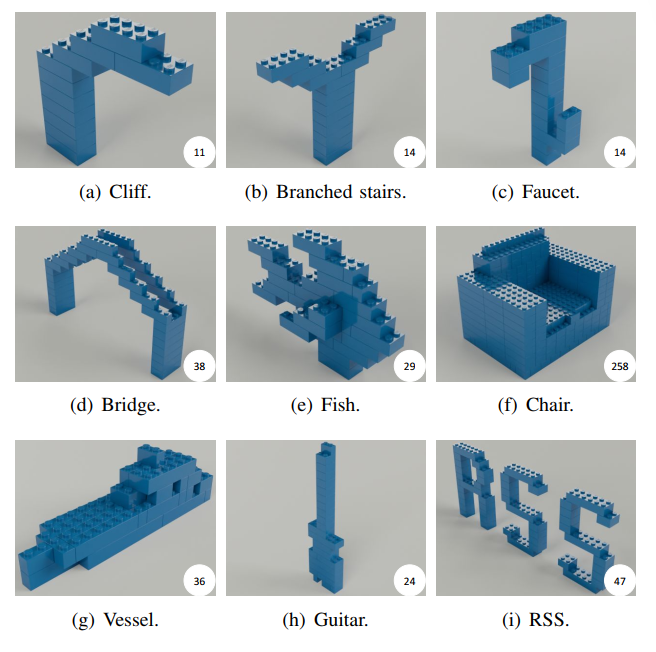 11
14
14
(a) Cliff.
(b) Branched stairs.
(c) Faucet.
38
29
258
(d) Bridge.
(e) Fish.
(f) Chair.
36
24
47
(g) Vessel.
(h) Guitar.
(i) RSS.